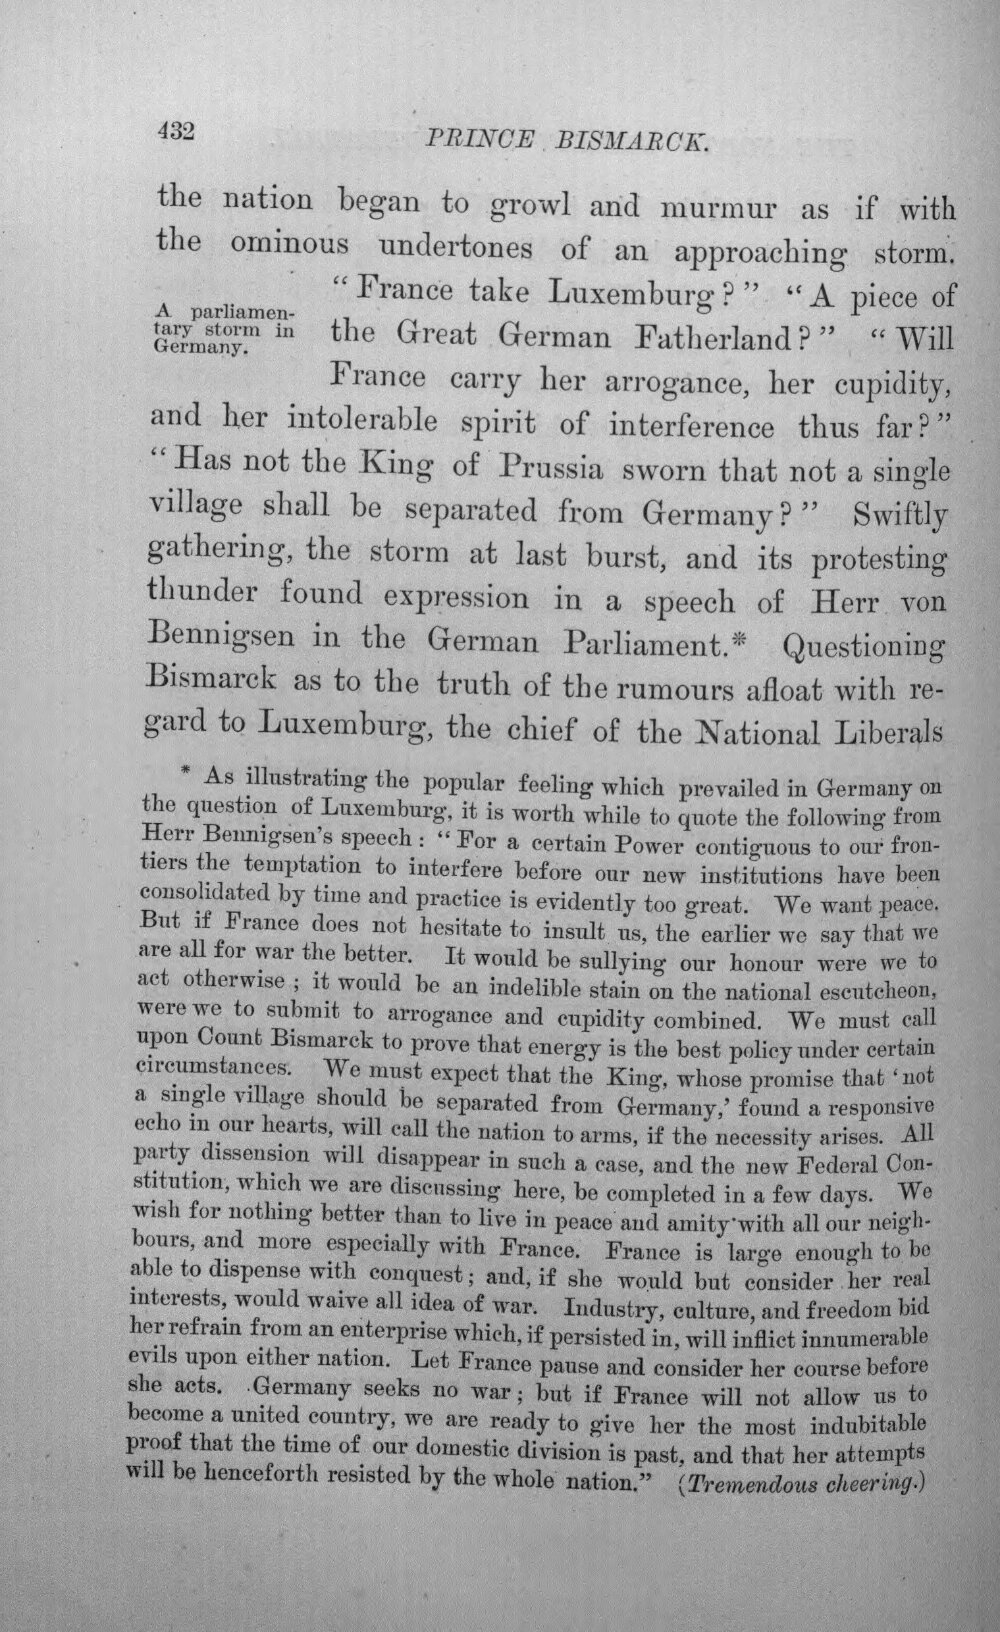 432
PRINCE BISMARCK.
the nation began to growl and murmur as if with
the ominous undertones of an approaching storm.
A parliamen-
tary storm in
Germany.
“France take Luxemburg?” “A piece of
the Great German Fatherland?” “Will
France carry her arrogance, her cupidity,
and her intolerable spirit of interference thus far?”
“Has not the King of Prussia sworn that not a single
village shall be separated from Germany?” Swiftly
gathering, the storm at last burst, and its protesting
thunder found expression in a speech of Herr von
Bennigsen in the German Parliament.* Questioning
Bismarck as to the truth of the rumours afloat with re-
gard to Luxemburg, the chief of the National Liberals
* As illustrating the popular feeling which prevailed in Germany on
the question of Luxemburg, it is worth while to quote the following from
Herr Bennigsen’s speech: “For a certain Power contiguous to our fron-
tiers the temptation to interfere before our new institutions have been
consolidated by time and practice is evidently too great. We want peace.
But if France does not hesitate to insult us, the earlier we say that we
are all for war the better. It would be sullying our honour were we to
act otherwise; it would be an indelible stain on the national escutcheon,
were we to submit to arrogance and cupidity combined. We must call
upon Count Bismarck to prove that energy is the best policy under certain
circumstances. We must expect that the King, whose promise that ‘not
a single village should be separated from Germany,’ found a responsive
echo in our hearts, will call the nation to arms, if the necessity arises. All
party dissension will disappear in such a case, and the new Federal Con-
stitution, which we are discussing here, be completed in a few days. We
wish for nothing better than to live in peace and amity with all our neigh-
bours, and more especially with France. France is large enough to be
able to dispense with conquest; and, if she would but consider her real
interests, would waive all idea of war. Industry, culture, and freedom bid
her refrain from an enterprise which, if persisted in, will inflict innumerable
evils upon either nation. Let France pause and consider her course before
she acts. Germany seeks no war; but if France will not allow us to
become a united country, we are ready to give her the most indubitable
proof that the time of our domestic division is past, and that her attempts
will be henceforth resisted by the whole nation.” (Tremendous cheering.)